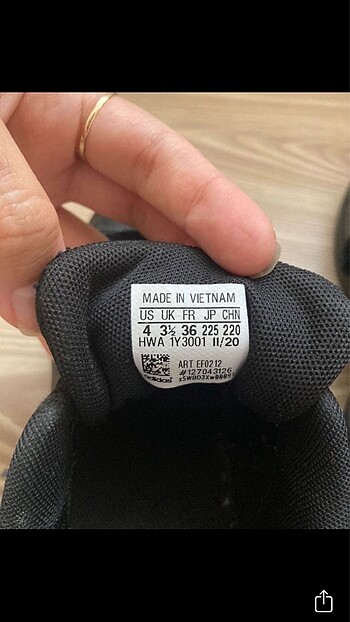 MADE IN VIETNAM
US UK FR JP CHN
4 3½ 36 225 220
HWA 1Y3001 11/20
ART EF0212
#127043126
adidas